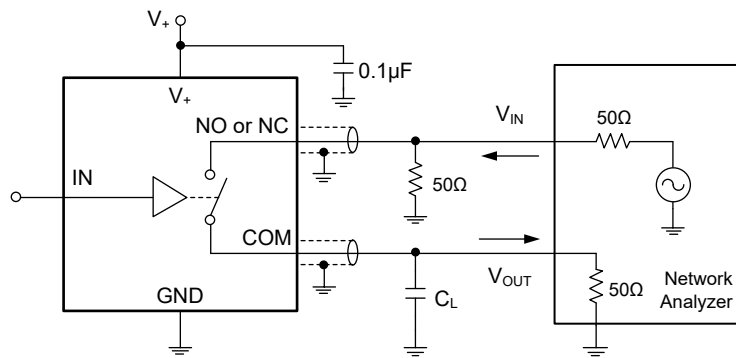 V+
0.1µF
V+
NO or NC
VIN
50Ω
50Ω
IN
COM
VOUT
GND
CL
50Ω
Network
Analyzer